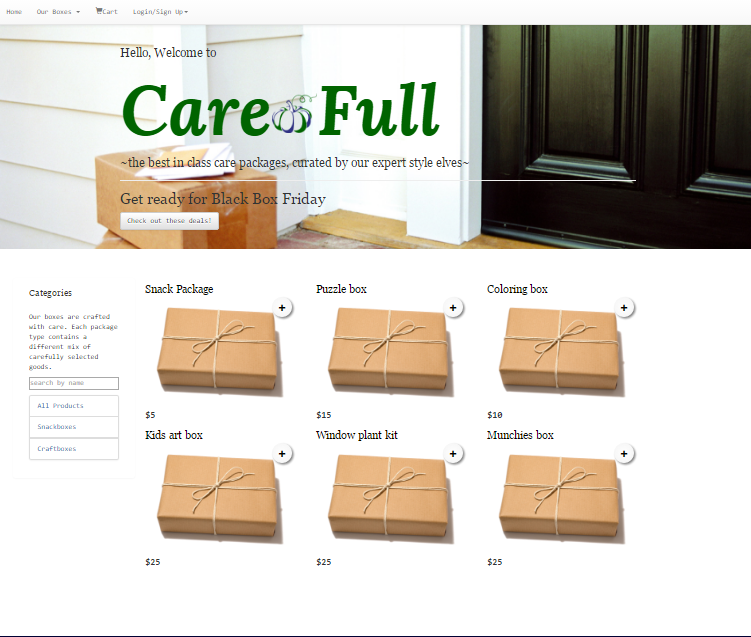 Home Our Boxes Cart Login/Sign Up
Hello, Welcome to
Care Full
~the best in class care packages, curated by our expert style elves~
Get ready for Black Box Friday
Check out these deals!
Categories
Our boxes are crafted
with care. Each package
type contains a
different mix of
carefully selected
goods.
search by name
All Products
Snackboxes
Craftboxes
Snack Package Puzzle box Coloring box
+ + +
$5 $15 $10
Kids art box Window plant kit Munchies box
+ + +
$25 $25 $25